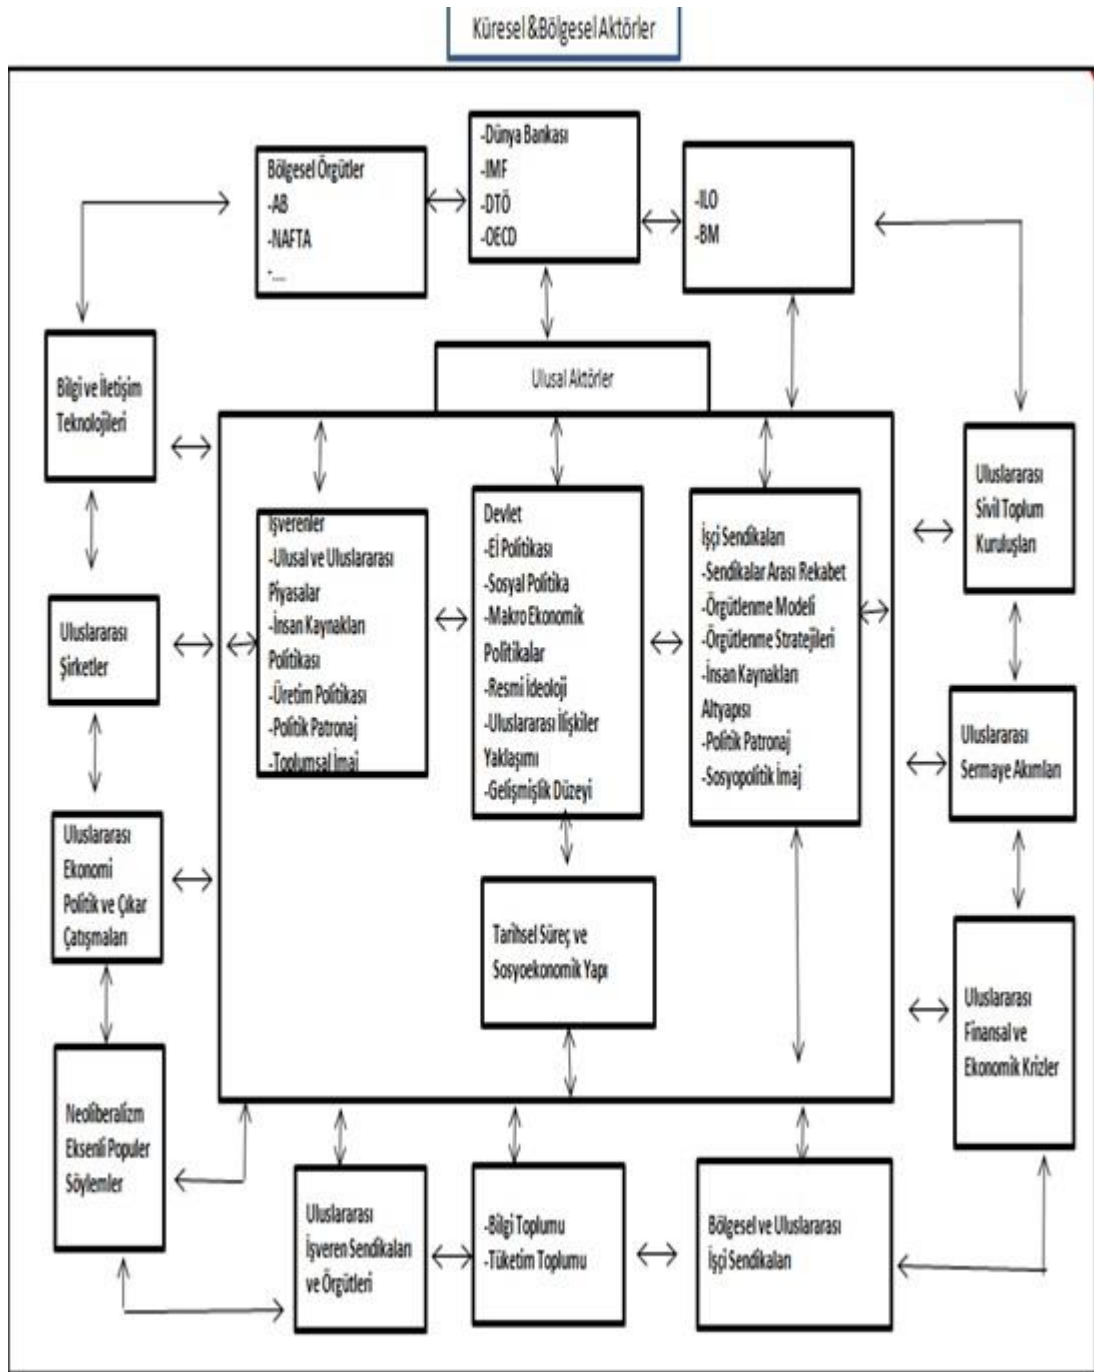 Küresel&Bölgesel Aktörler
Bölgesel Örgütler
-AB
-NAFTA
-....
-Dünya Bankası
-IMF
-DTÖ
-OECD
-ILO
-BM
Bilgi ve İletişim
Teknolojileri
Ulusal Aktörler
Uluslararası
Sivil Toplum
Kuruluşları
İşverenler
-Ulusal ve Uluslararası
Piyasalar
-İnsan Kaynakları
Politikası
-Üretim Politikası
-Politik Patronaj
-Toplumsal İmaj
Devlet
-Eİ Politikası
-Sosyal Politika
-Makro Ekonomik
Politikalar
-Resmi İdeoloji
-Uluslararası İlişkiler
Yaklaşımı
-Gelişmişlik Düzeyi
İşçi Sendikaları
-Sendikalar Arası Rekabet
-Örgütlenme Modeli
-Örgütlenme Stratejileri
-İnsan Kaynakları
Altyapısı
-Politik Patronaj
-Sosyopolitik İmaj
Uluslararası
Şirketler
Uluslararası
Sermaye Akımları
Uluslararası
Ekonomi
Politik ve Çıkar
Çatışmaları
Tarihsel Süreç ve
Sosyoekonomik Yapı
Uluslararası
Finansal ve
Ekonomik Krizler
Neoliberalizm
Eksenli Populer
Söylemler
Uluslararası
İşveren Sendikaları
ve Örgütleri
-Bilgi Toplumu
-Tüketim Toplumu
Bölgesel ve Uluslararası
İşçi Sendikaları